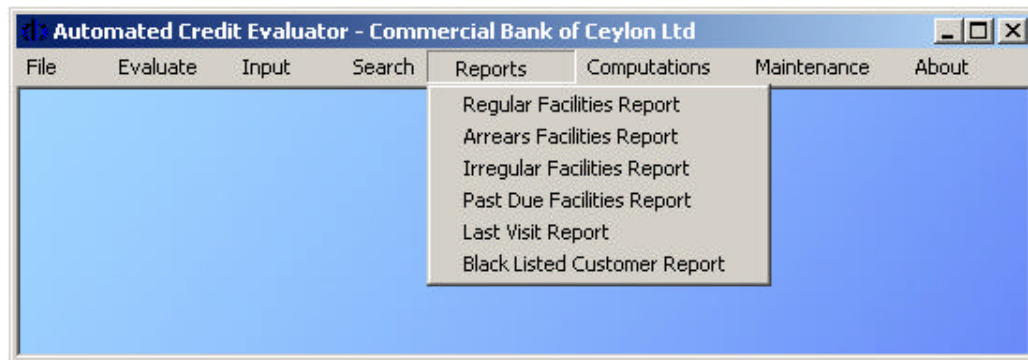 Automated Credit Evaluator - Commercial Bank of Ceylon Ltd
File Evaluate Input Search Reports Computations Maintenance About
Regular Facilities Report
Arrears Facilities Report
Irregular Facilities Report
Past Due Facilities Report
Last Visit Report
Black Listed Customer Report